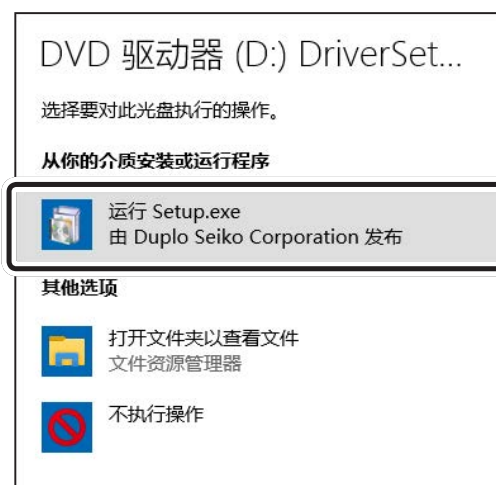 DVD 驱动器 (D:) DriverSet...
选择要对此光盘执行的操作。
从你的介质安装或运行程序
运行 Setup.exe
由 Duplo Seiko Corporation 发布
其他选项
打开文件夹以查看文件
文件资源管理器
不执行操作